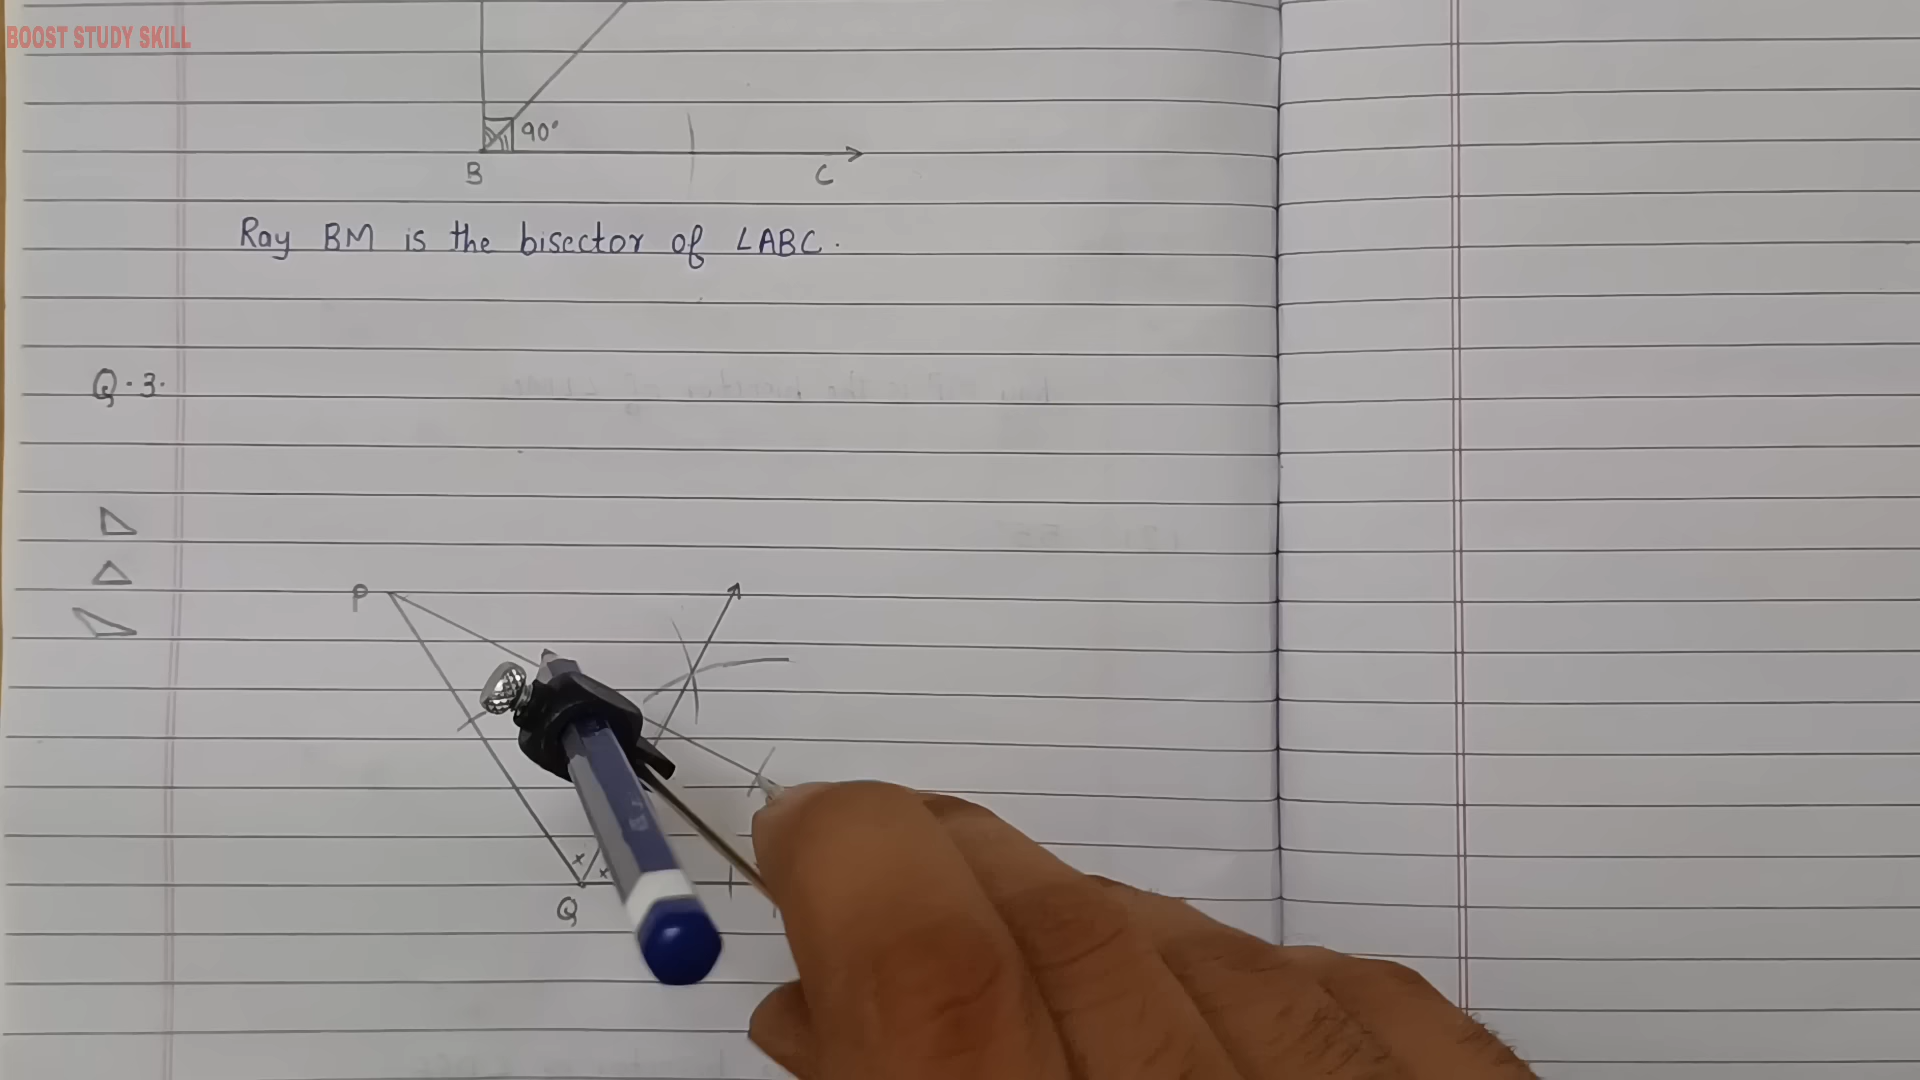 BOOST STUDY SKILL
90°
B C
Ray BM is the bisector of ∠ABC.
Q.3.
P
x
x
Q